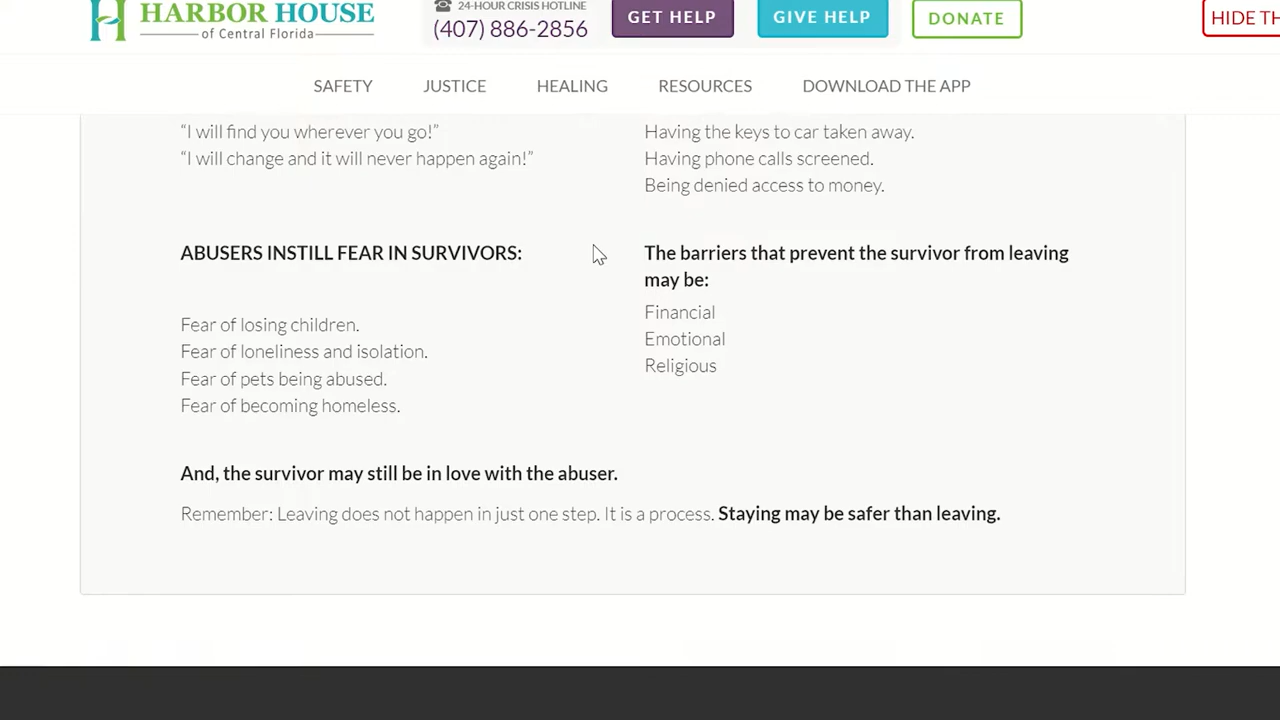 HARBOR HOUSE
of Central Florida
24-HOUR CRISIS HOTLINE
(407) 886-2856
GET HELP
GIVE HELP
DONATE
HIDE TH
SAFETY
JUSTICE
HEALING
RESOURCES
DOWNLOAD THE APP
“I will find you wherever you go!”
“I will change and it will never happen again!”
Having the keys to car taken away.
Having phone calls screened.
Being denied access to money.
ABUSERS INSTILL FEAR IN SURVIVORS:
Fear of losing children.
Fear of loneliness and isolation.
Fear of pets being abused.
Fear of becoming homeless.
The barriers that prevent the survivor from leaving
may be:
Financial
Emotional
Religious
And, the survivor may still be in love with the abuser.
Remember: Leaving does not happen in just one step. It is a process. Staying may be safer than leaving.